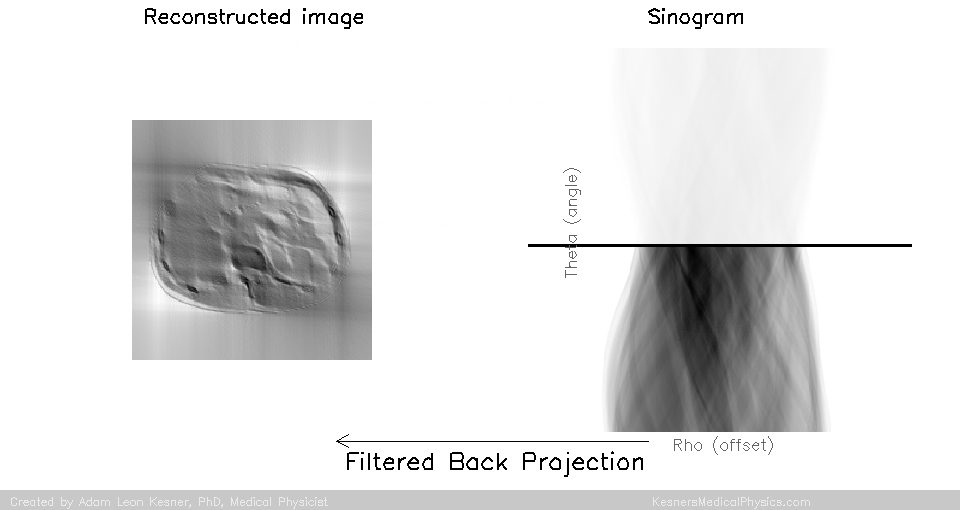 Reconstructed image
Sinogram
Theta (angle)
Rho (offset)
Filtered Back Projection
Created by Adam Leon Kesner, PhD, Medical Physicist
KesnersMedicalPhysics.com